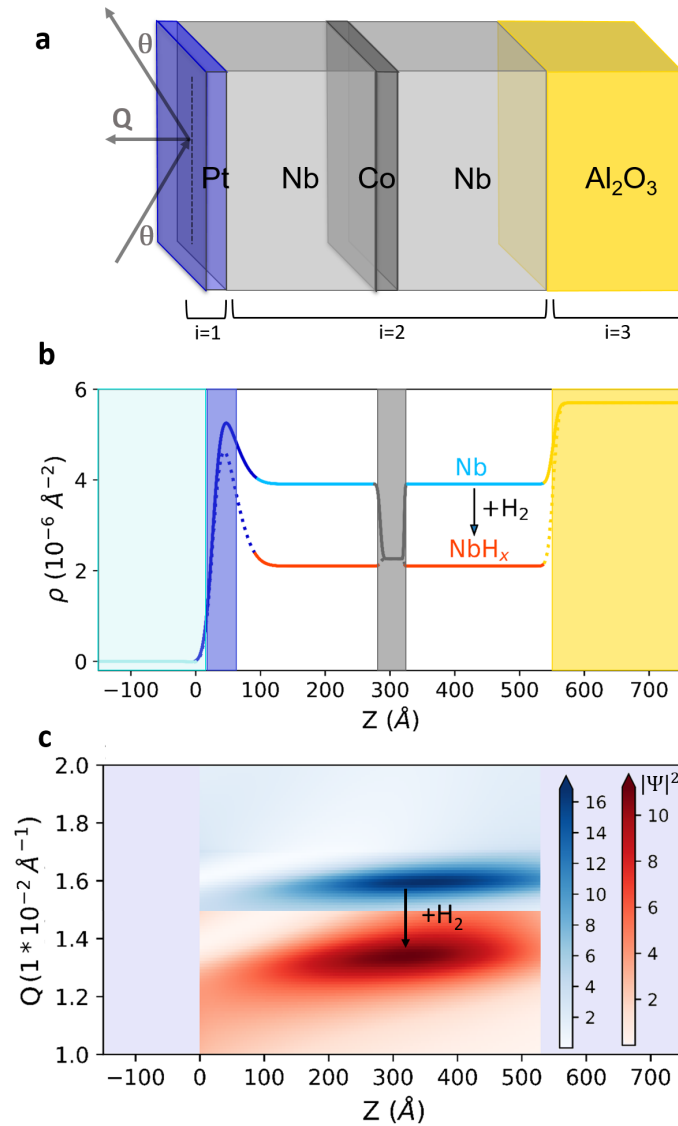 a
θ
Q
θ
Pt Nb Co Nb Al₂O₃
i=1 i=2 i=3
b
6
4
2
0
ρ (10⁻⁶ Å⁻²)
Nb
+H₂
NbHₓ
−100 0 100 200 300 400 500 600 700
Z (Å)
c
2.0
1.8
1.6
1.4
1.2
1.0
Q(1*10⁻² Å⁻¹)
+H₂
16
14
12
10
8
6
4
2
|Ψ|²
10
8
6
4
2
−100 0 100 200 300 400 500 600 700
Z (Å)